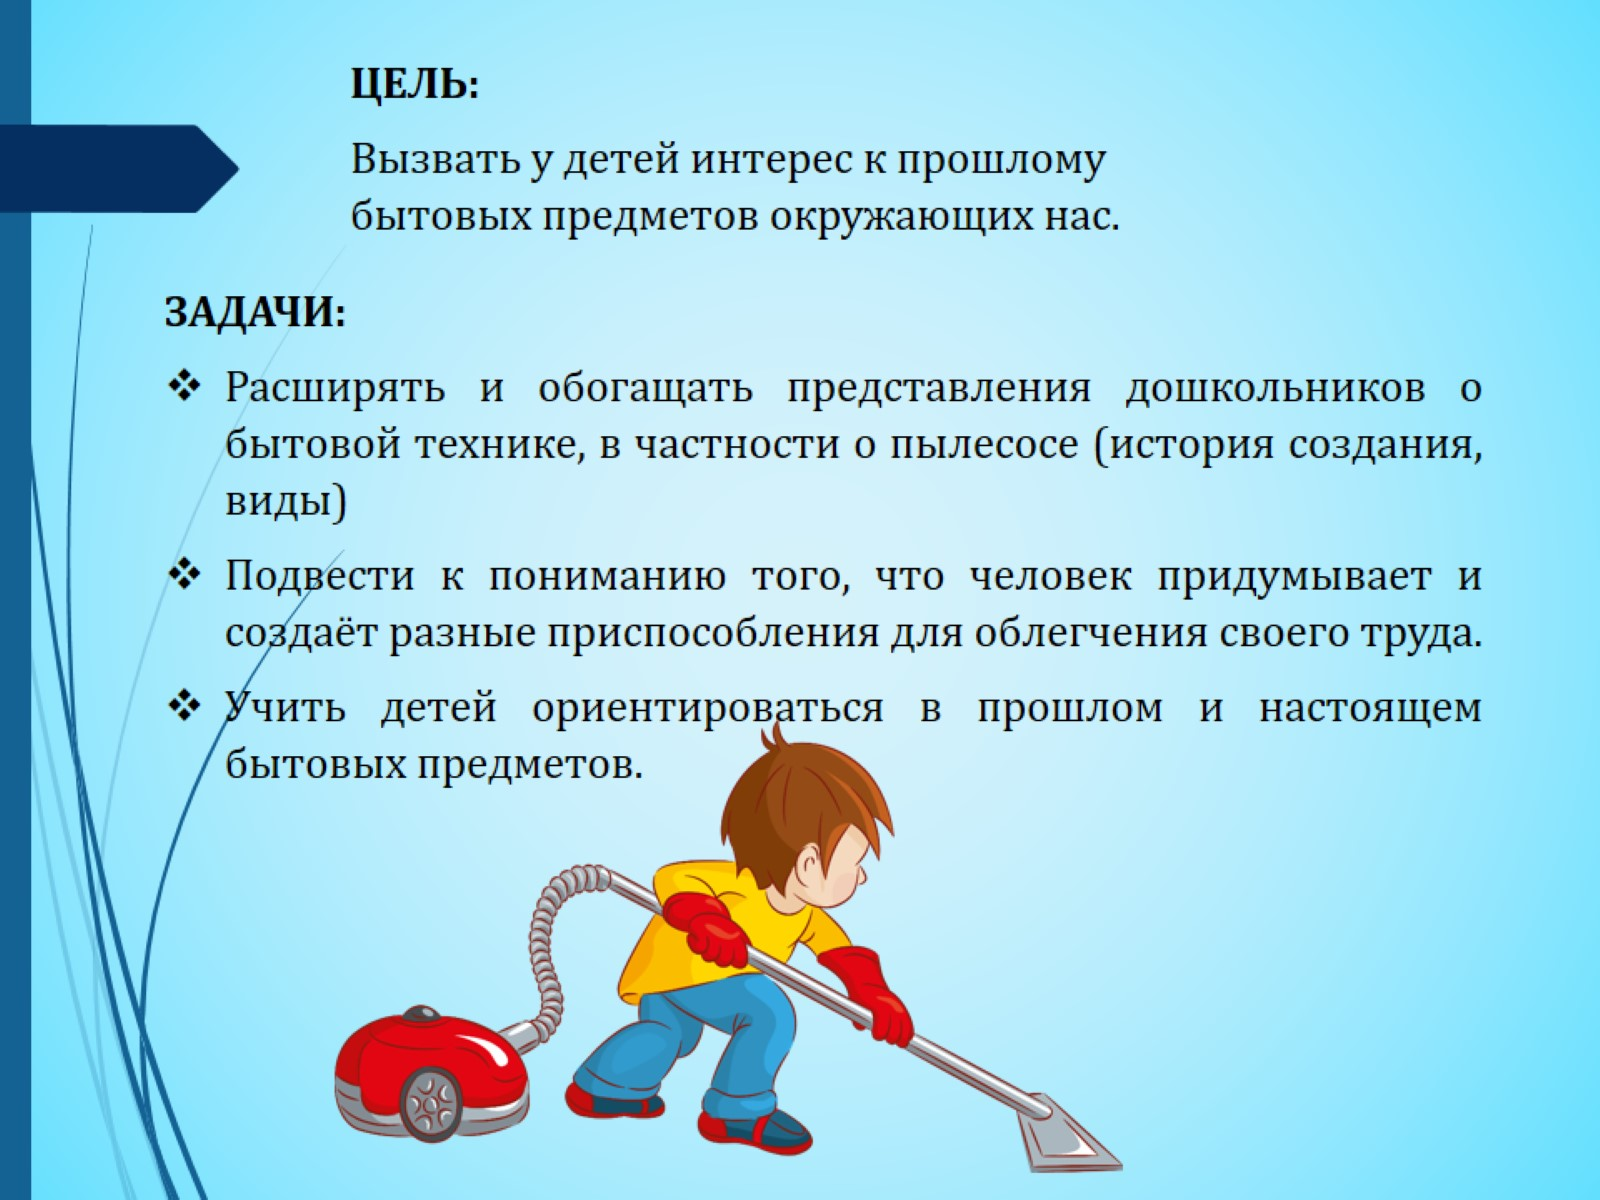 ЦЕЛЬ:
Вызвать у детей интерес к прошлому
бытовых предметов окружающих нас.
ЗАДАЧИ:
❖ Расширять и обогащать представления дошкольников о
бытовой технике, в частности о пылесосе (история создания,
виды)
❖ Подвести к пониманию того, что человек придумывает и
создаёт разные приспособления для облегчения своего труда.
❖ Учить детей ориентироваться в прошлом и настоящем
бытовых предметов.